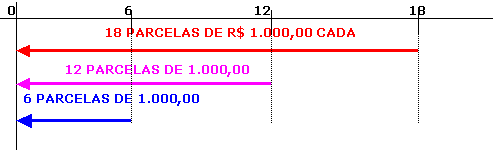 0 6 12 18
18 PARCELAS DE R$ 1.000,00 CADA
12 PARCELAS DE 1.000,00
6 PARCELAS DE 1.000,00